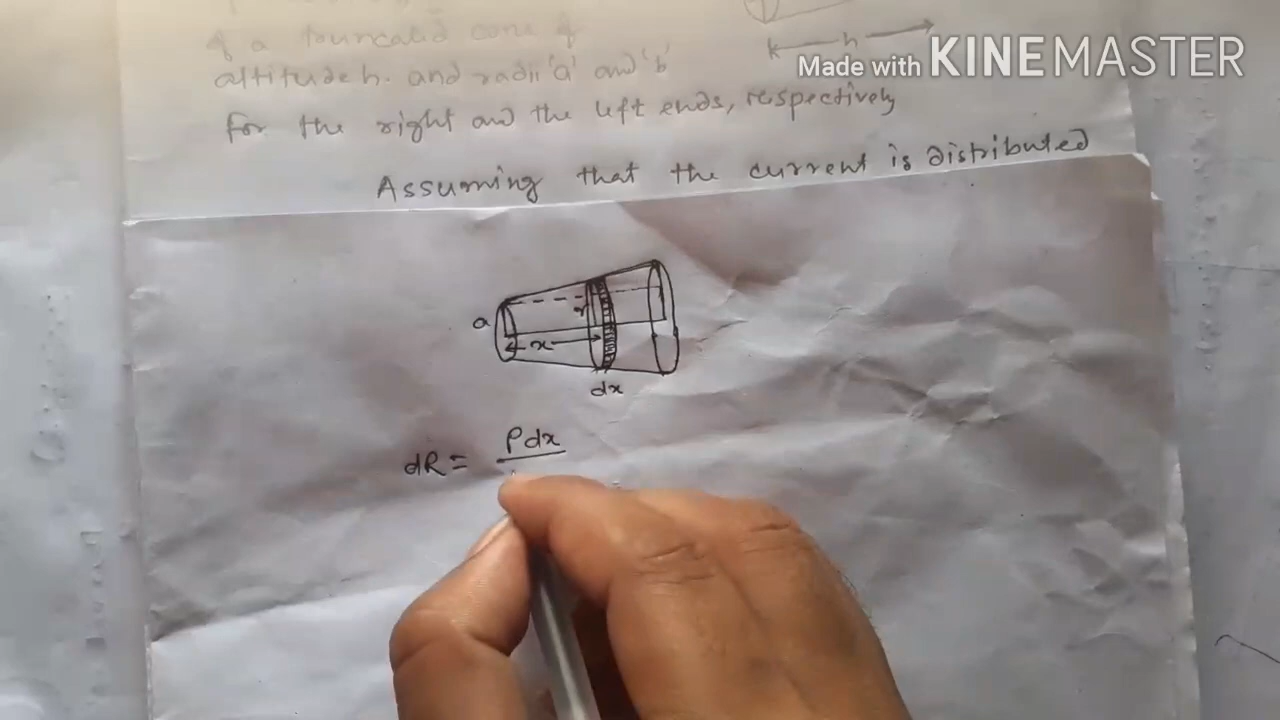 of a truncated cone of
altitude h. and radii 'a' and 'b'
h
Made with KINEMASTER
for the right and the left ends, respectively
Assuming that the current is distributed
a
r
x
dx
dR = ρdx